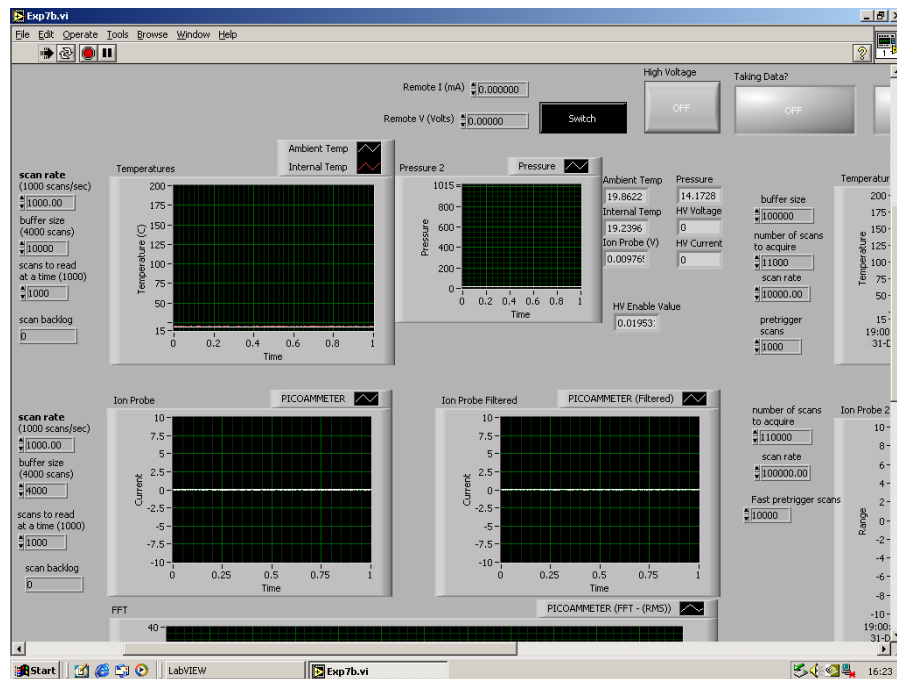 Exp7b.vi
File Edit Operate Tools Browse Window Help
1
Remote I (mA) 0.000000
Remote V (Volts) 0.00000
Switch
High Voltage
OFF
Taking Data?
OFF
scan rate
(1000 scans/sec)
1000.00
buffer size
(4000 scans)
10000
scans to read
at a time (1000)
1000
scan backlog
0
Temperatures
Ambient Temp
Internal Temp
200
175
150
125
100
75
50
15
Temperature (C)
0 0.2 0.4 0.6 0.8 1
Time
Pressure 2
Pressure
1015
800
600
400
200
0
Pressure
0 0.2 0.4 0.6 0.8 1
Time
Ambient Temp
19.8622
Internal Temp
19.2396
Ion Probe (V)
0.00976
Pressure
14.1728
HV Voltage
0
HV Current
0
HV Enable Value
0.01953
buffer size
100000
number of scans
to acquire
11000
scan rate
10000.00
pretrigger
scans
1000
Temperatur
200
175
150
125
100
75
50
15
Temperature
19:00
31-D
scan rate
(1000 scans/sec)
1000.00
buffer size
(4000 scans)
4000
scans to read
at a time (1000)
1000
scan backlog
0
Ion Probe
PICOAMMETER
10
7.5
5
2.5
0
-2.5
-5
-7.5
-10
Current
0 0.25 0.5 0.75 1
Time
Ion Probe Filtered
PICOAMMETER (Filtered)
10
7.5
5
2.5
0
-2.5
-5
-7.5
-10
Current
0 0.25 0.5 0.75 1
Time
number of scans
to acquire
110000
scan rate
100000.00
Fast pretrigger scans
10000
Ion Probe 2
10
8
6
4
2
0
-2
-4
-6
-8
-10
Range
19:00:
31-D
FFT
PICOAMMETER (FFT - (RMS))
40
Start
LabVIEW
Exp7b.vi
16:23